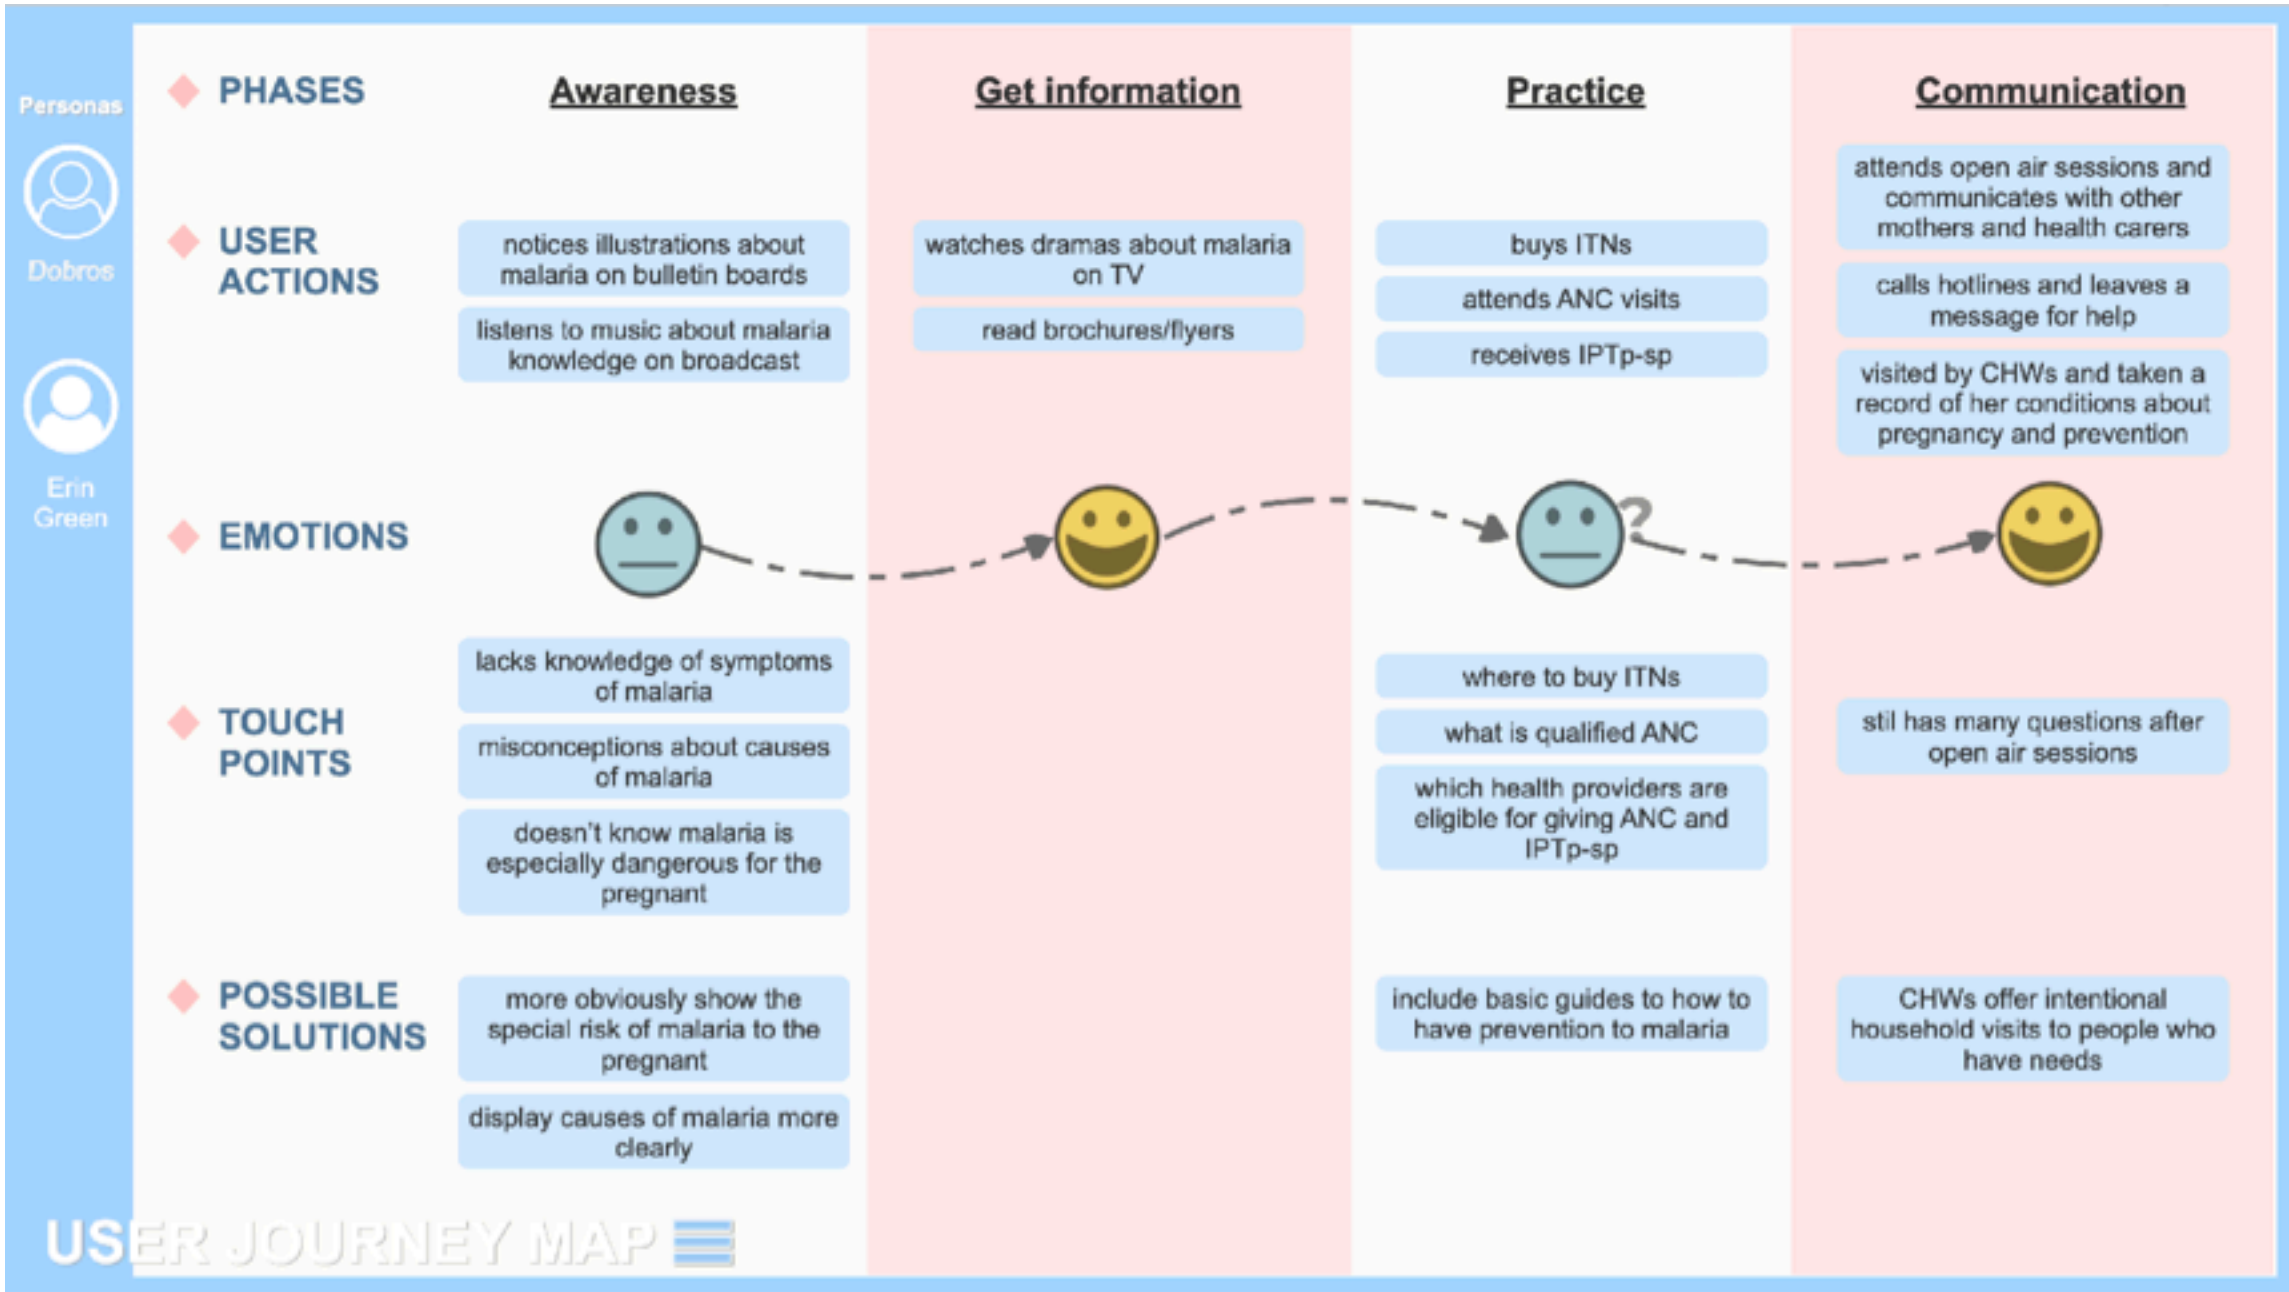 Personas
Dobros
Erin
Green
PHASES
Awareness
Get information
Practice
Communication
USER
ACTIONS
notices illustrations about
malaria on bulletin boards
listens to music about malaria
knowledge on broadcast
watches dramas about malaria
on TV
read brochures/flyers
buys ITNs
attends ANC visits
receives IPTp-sp
attends open air sessions and
communicates with other
mothers and health carers
calls hotlines and leaves a
message for help
visited by CHWs and taken a
record of her conditions about
pregnancy and prevention
EMOTIONS
?
TOUCH
POINTS
lacks knowledge of symptoms
of malaria
misconceptions about causes
of malaria
doesn't know malaria is
especially dangerous for the
pregnant
where to buy ITNs
what is qualified ANC
which health providers are
eligible for giving ANC and
IPTp-sp
stil has many questions after
open air sessions
POSSIBLE
SOLUTIONS
more obviously show the
special risk of malaria to the
pregnant
display causes of malaria more
clearly
include basic guides to how to
have prevention to malaria
CHWs offer intentional
household visits to people who
have needs
USER JOURNEY MAP